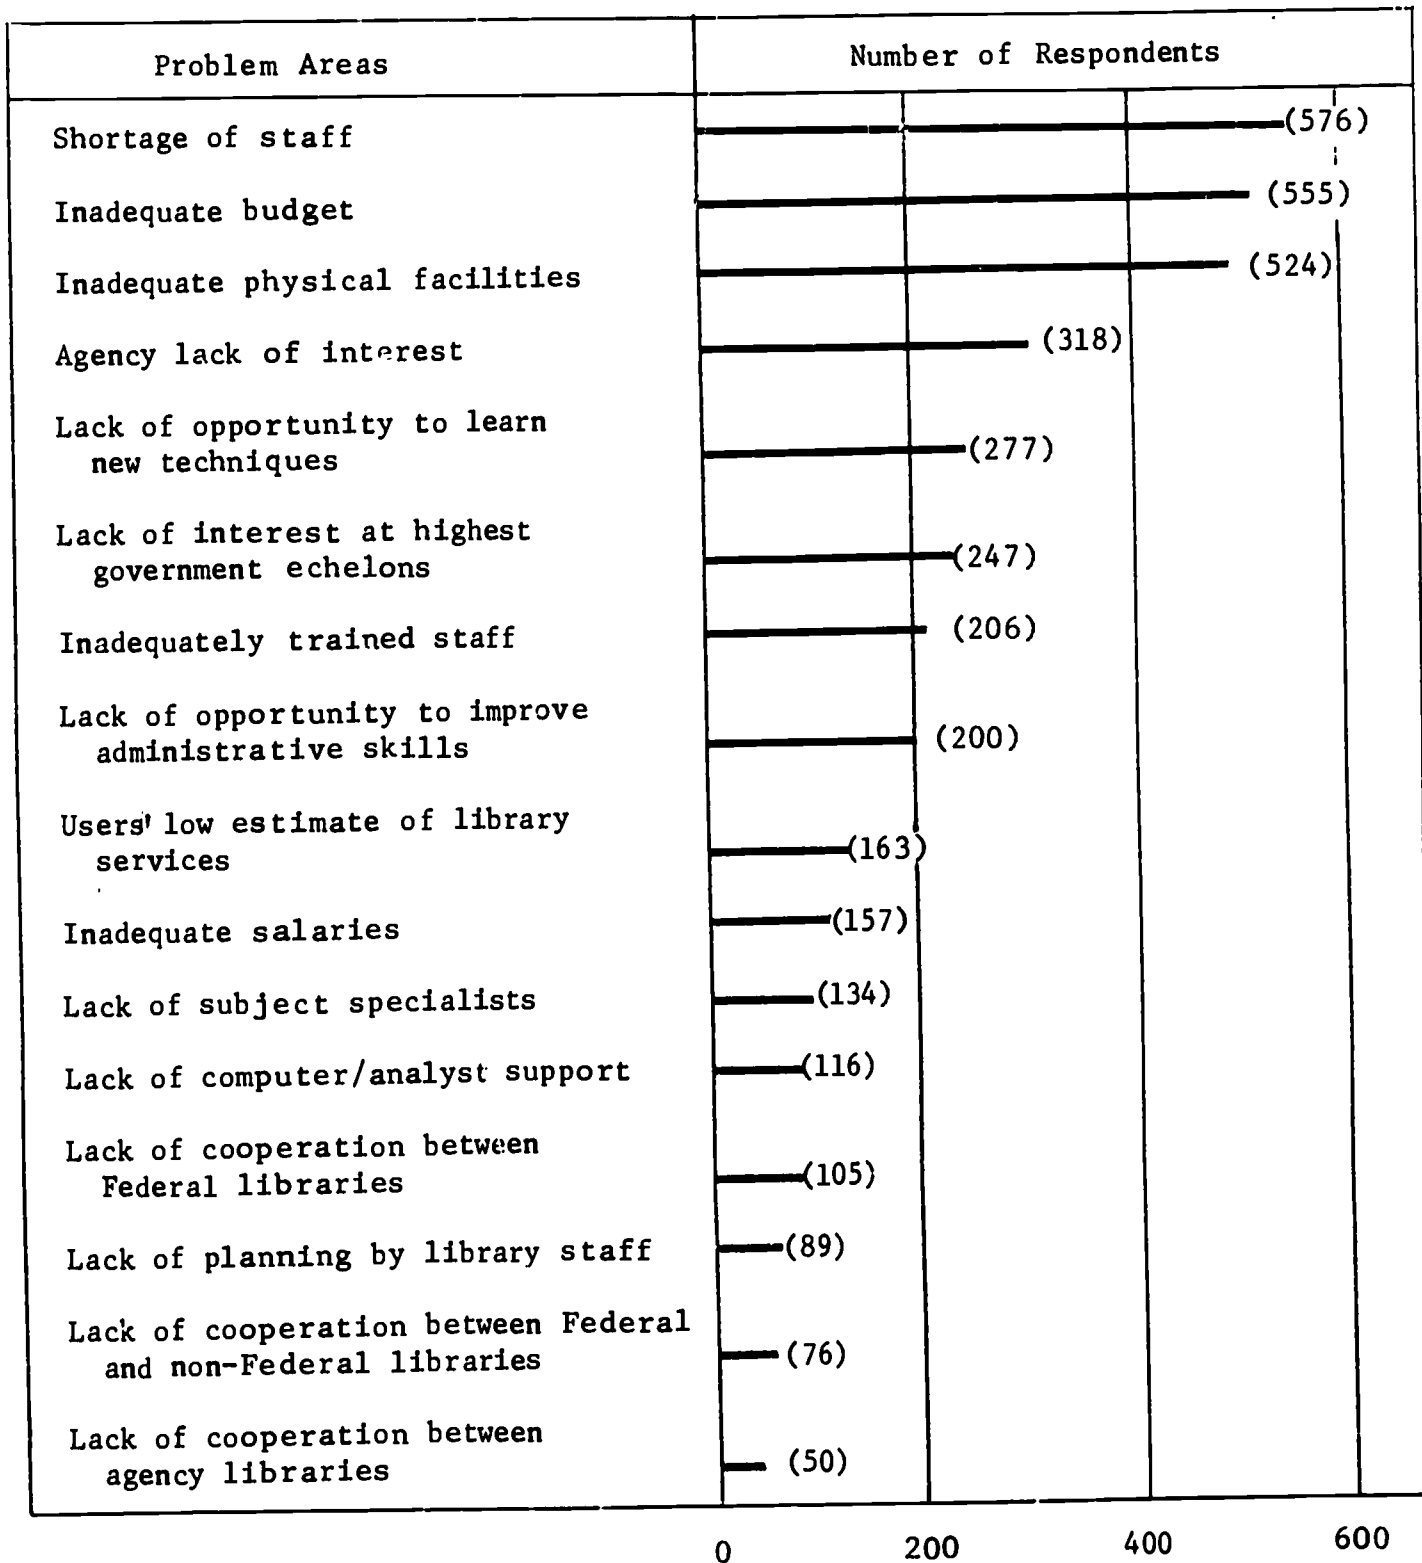 Problem Areas
Number of Respondents
Shortage of staff
(576)
Inadequate budget
(555)
Inadequate physical facilities
(524)
Agency lack of interest
(318)
Lack of opportunity to learn
new techniques
(277)
Lack of interest at highest
government echelons
(247)
Inadequately trained staff
(206)
Lack of opportunity to improve
administrative skills
(200)
Users' low estimate of library
services
(163)
Inadequate salaries
(157)
Lack of subject specialists
(134)
Lack of computer/analyst support
(116)
Lack of cooperation between
Federal libraries
(105)
Lack of planning by library staff
(89)
Lack of cooperation between Federal
and non-Federal libraries
(76)
Lack of cooperation between
agency libraries
(50)
0 200 400 600